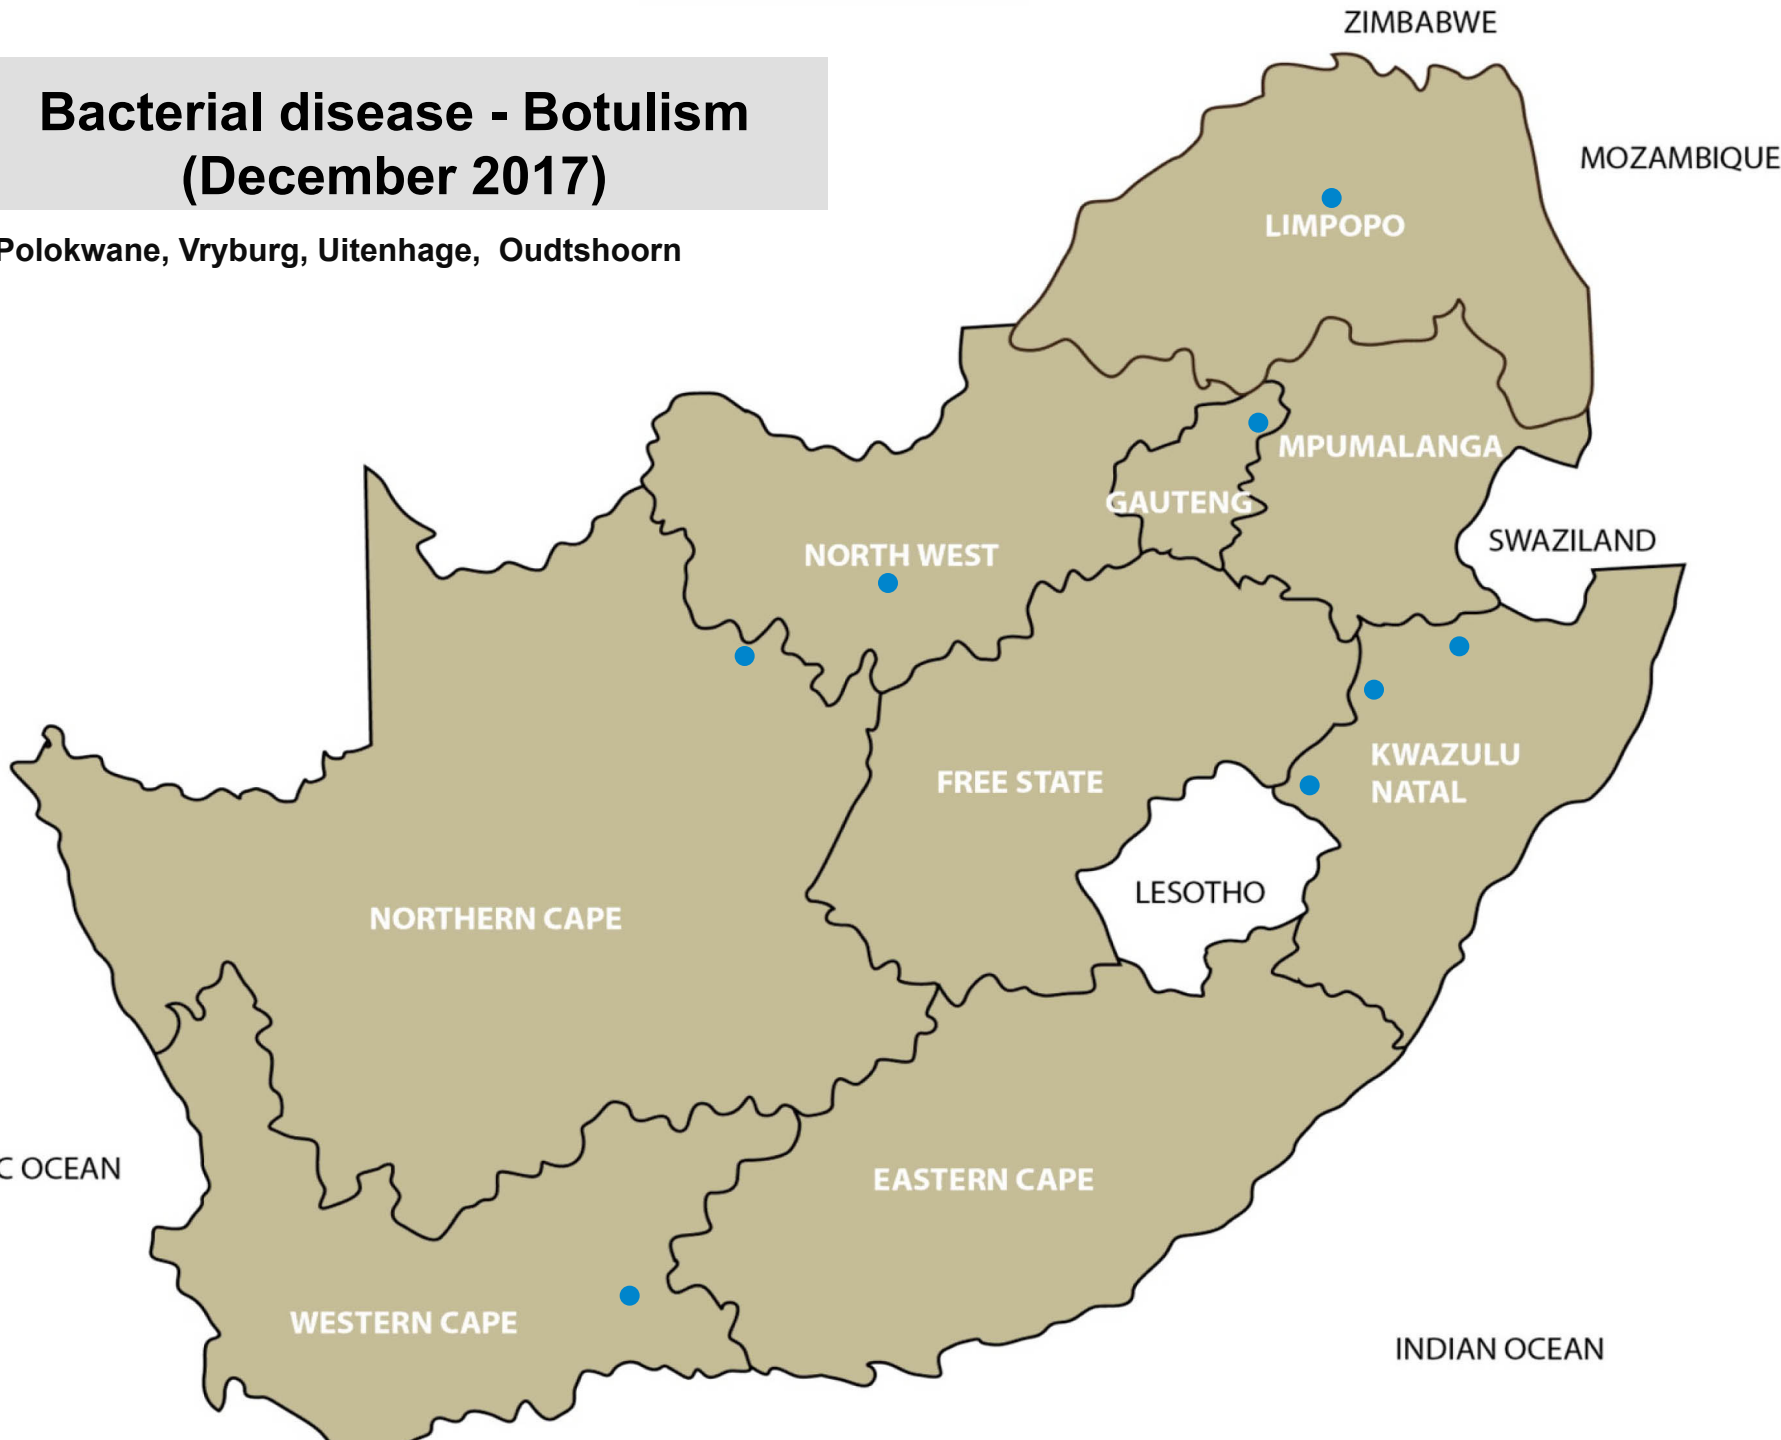 ZIMBABWE
Bacterial disease - Botulism
(December 2017)
MOZAMBIQUE
Polokwane, Vryburg, Uitenhage, Oudtshoorn
LIMPOPO
MPUMALANGA
GAUTENG
NORTH WEST
SWAZILAND
KWAZULU
NATAL
FREE STATE
LESOTHO
NORTHERN CAPE
C OCEAN
EASTERN CAPE
WESTERN CAPE
INDIAN OCEAN